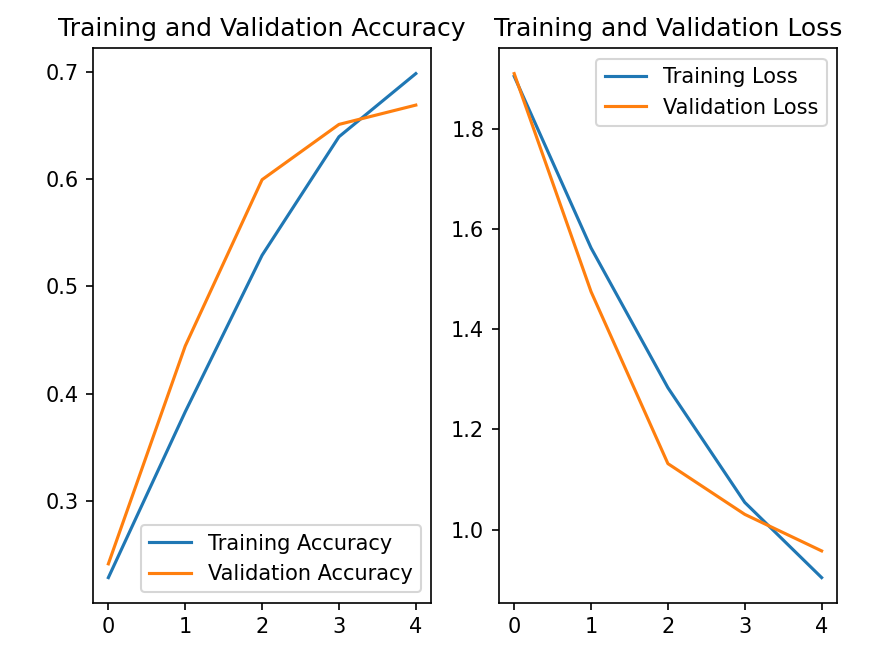 Training and Validation Accuracy
0.7
0.6
0.5
0.4
0.3
Training Accuracy
Validation Accuracy
0 1 2 3 4
Training and Validation Loss
Training Loss
Validation Loss
1.8
1.6
1.4
1.2
1.0
0 1 2 3 4